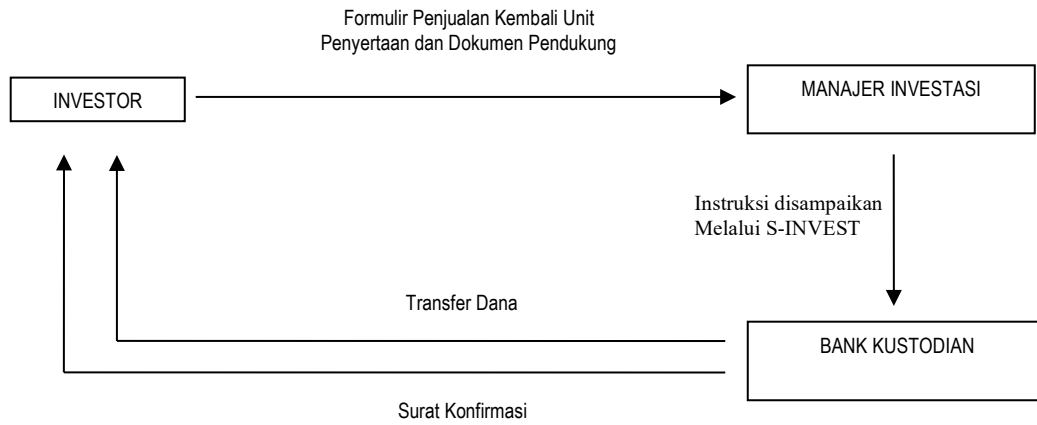 Formulir Penjualan Kembali Unit
Penyertaan dan Dokumen Pendukung
INVESTOR
MANAJER INVESTASI
Instruksi disampaikan
Melalui S-INVEST
Transfer Dana
BANK KUSTODIAN
Surat Konfirmasi